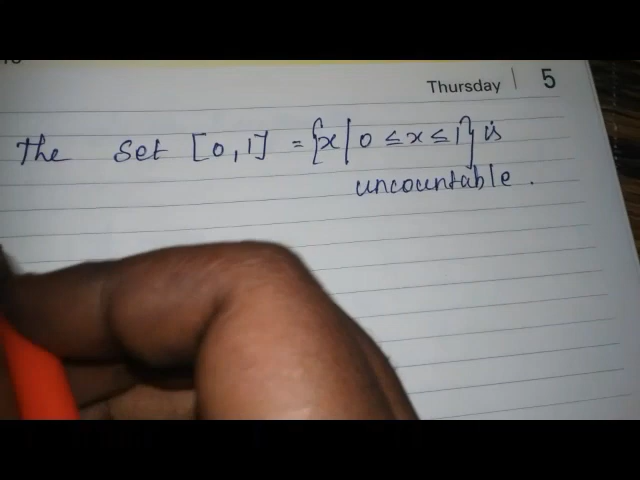 Thursday | 5
The Set [0,1] = {x | 0 ≤ x ≤ 1} is
uncountable.